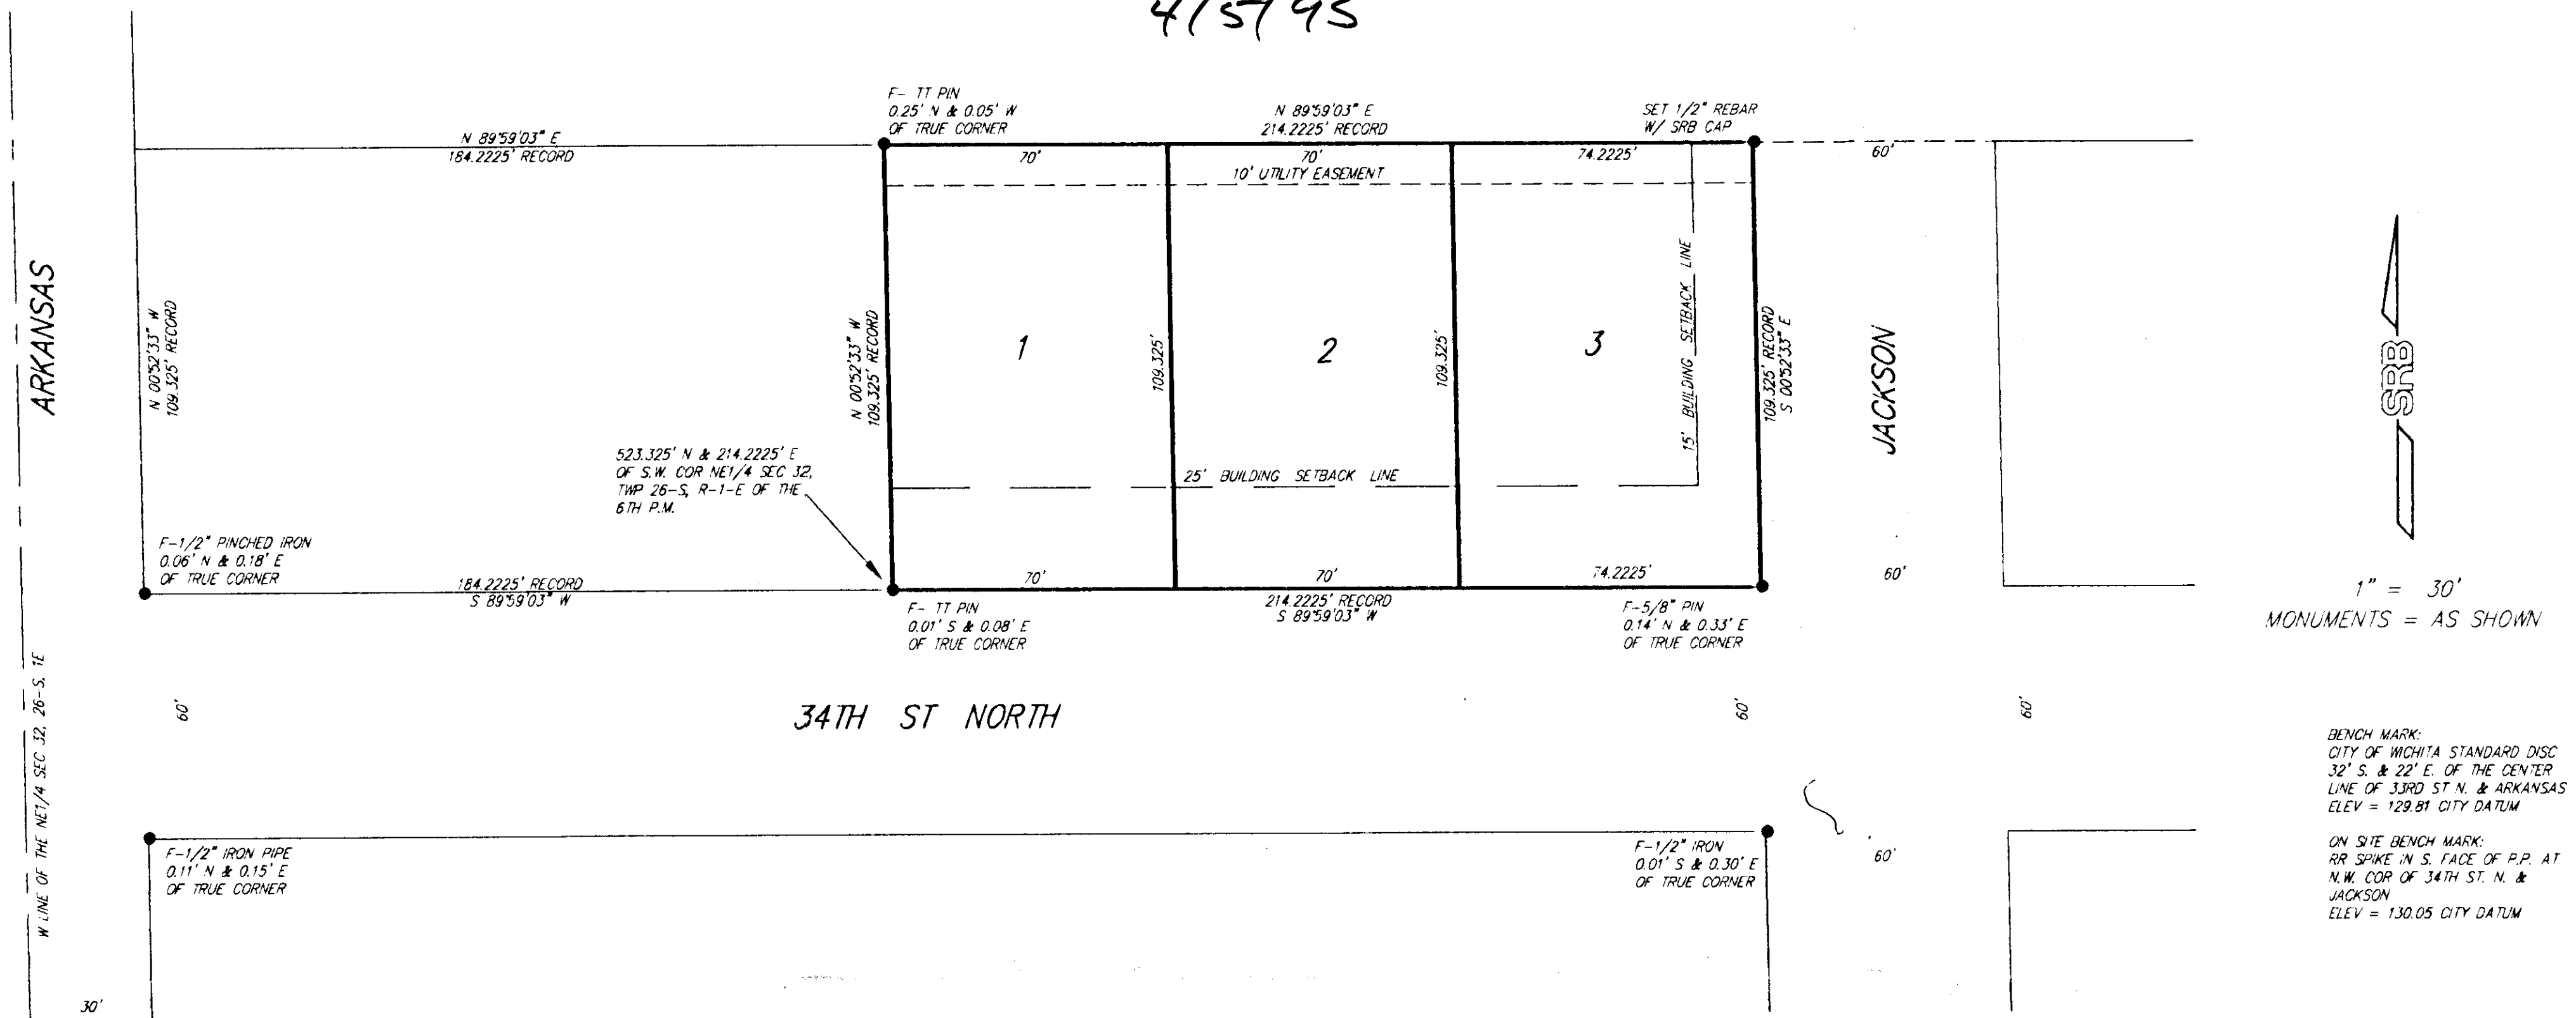 4/5/95
F- TT PIN
0.25' N & 0.05' W
OF TRUE CORNER
N 89°59'03" E
214.2225' RECORD
SET 1/2" REBAR
W/ SRB CAP
N 89°59'03" E
184.2225' RECORD
70'
70'
74.2225'
60'
10' UTILITY EASEMENT
ARKANSAS
N 00°52'33" W
109.325' RECORD
N 00°52'33" W
109.325' RECORD
1
109.325'
2
109.325'
3
15' BUILDING SETBACK LINE
109.325' RECORD
S 00°52'33" E
JACKSON
SRB
523.325' N & 214.2225' E
OF S.W. COR NE1/4 SEC 32,
TWP 26-S, R-1-E OF THE
6TH P.M.
25' BUILDING SETBACK LINE
F-1/2" PINCHED IRON
0.06' N & 0.18' E
OF TRUE CORNER
184.2225' RECORD
S 89°59'03" W
70'
70'
74.2225'
60'
F- TT PIN
0.01' S & 0.08' E
OF TRUE CORNER
214.2225' RECORD
S 89°59'03" W
F-5/8" PIN
0.14' N & 0.33' E
OF TRUE CORNER
1" = 30'
MONUMENTS = AS SHOWN
W LINE OF THE NE1/4 SEC 32, 26-S, 1E
60'
34TH ST NORTH
60'
60'
BENCH MARK:
CITY OF WICHITA STANDARD DISC
32' S. & 22' E. OF THE CENTER
LINE OF 33RD ST N. & ARKANSAS
ELEV = 129.81 CITY DATUM
F-1/2" IRON PIPE
0.11' N & 0.15' E
OF TRUE CORNER
F-1/2" IRON
0.01' S & 0.30' E
OF TRUE CORNER
60'
ON SITE BENCH MARK:
RR SPIKE IN S. FACE OF P.P. AT
N.W. COR OF 34TH ST. N. &
JACKSON
ELEV = 130.05 CITY DATUM
30'